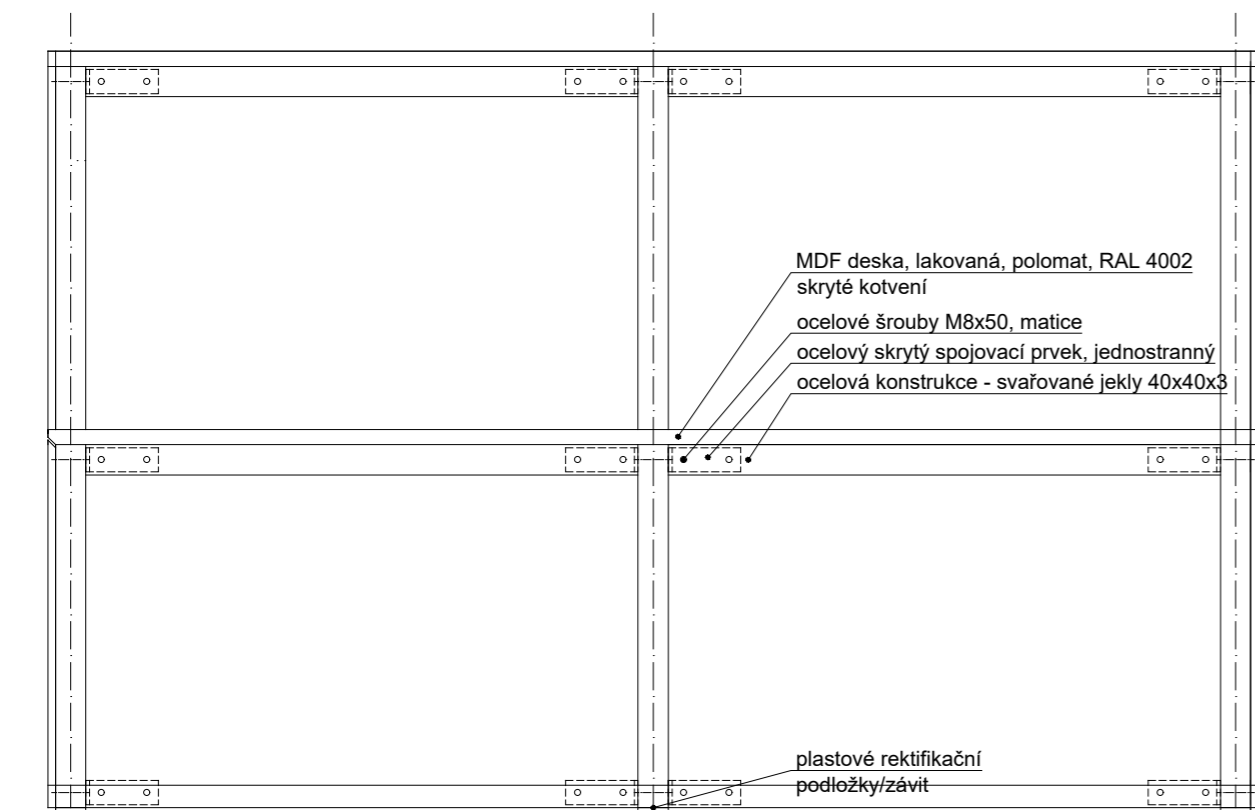 MDF deska, lakovaná, polomat, RAL 4002
skryté kotvení
ocelové šrouby M8x50, matice
ocelový skrytý spojovací prvek, jednostranný
ocelová konstrukce - svařované jekly 40x40x3
plastové rektifikační
podložky/závit